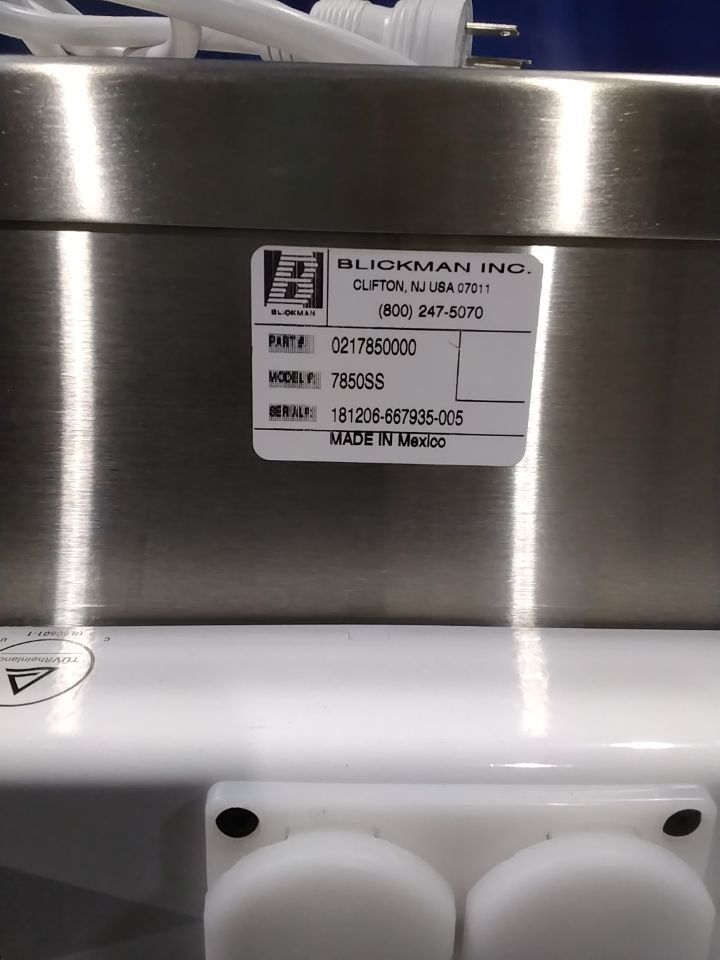 BLICKMAN
BLICKMAN INC.
CLIFTON, NJ USA 07011
(800) 247-5070
PART #: 0217850000
MODEL #: 7850SS
SERIAL #: 181206-667935-005
MADE IN Mexico
TÜVRheinland